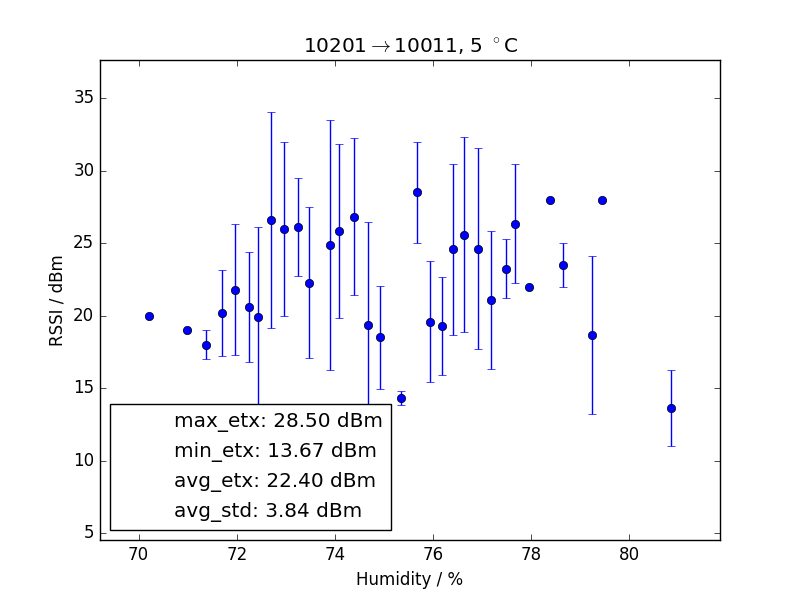 10201→10011, 5 °C
35
30
25
20
15
10
5
RSSI / dBm
max_etx: 28.50 dBm
min_etx: 13.67 dBm
avg_etx: 22.40 dBm
avg_std: 3.84 dBm
70 72 74 76 78 80
Humidity / %